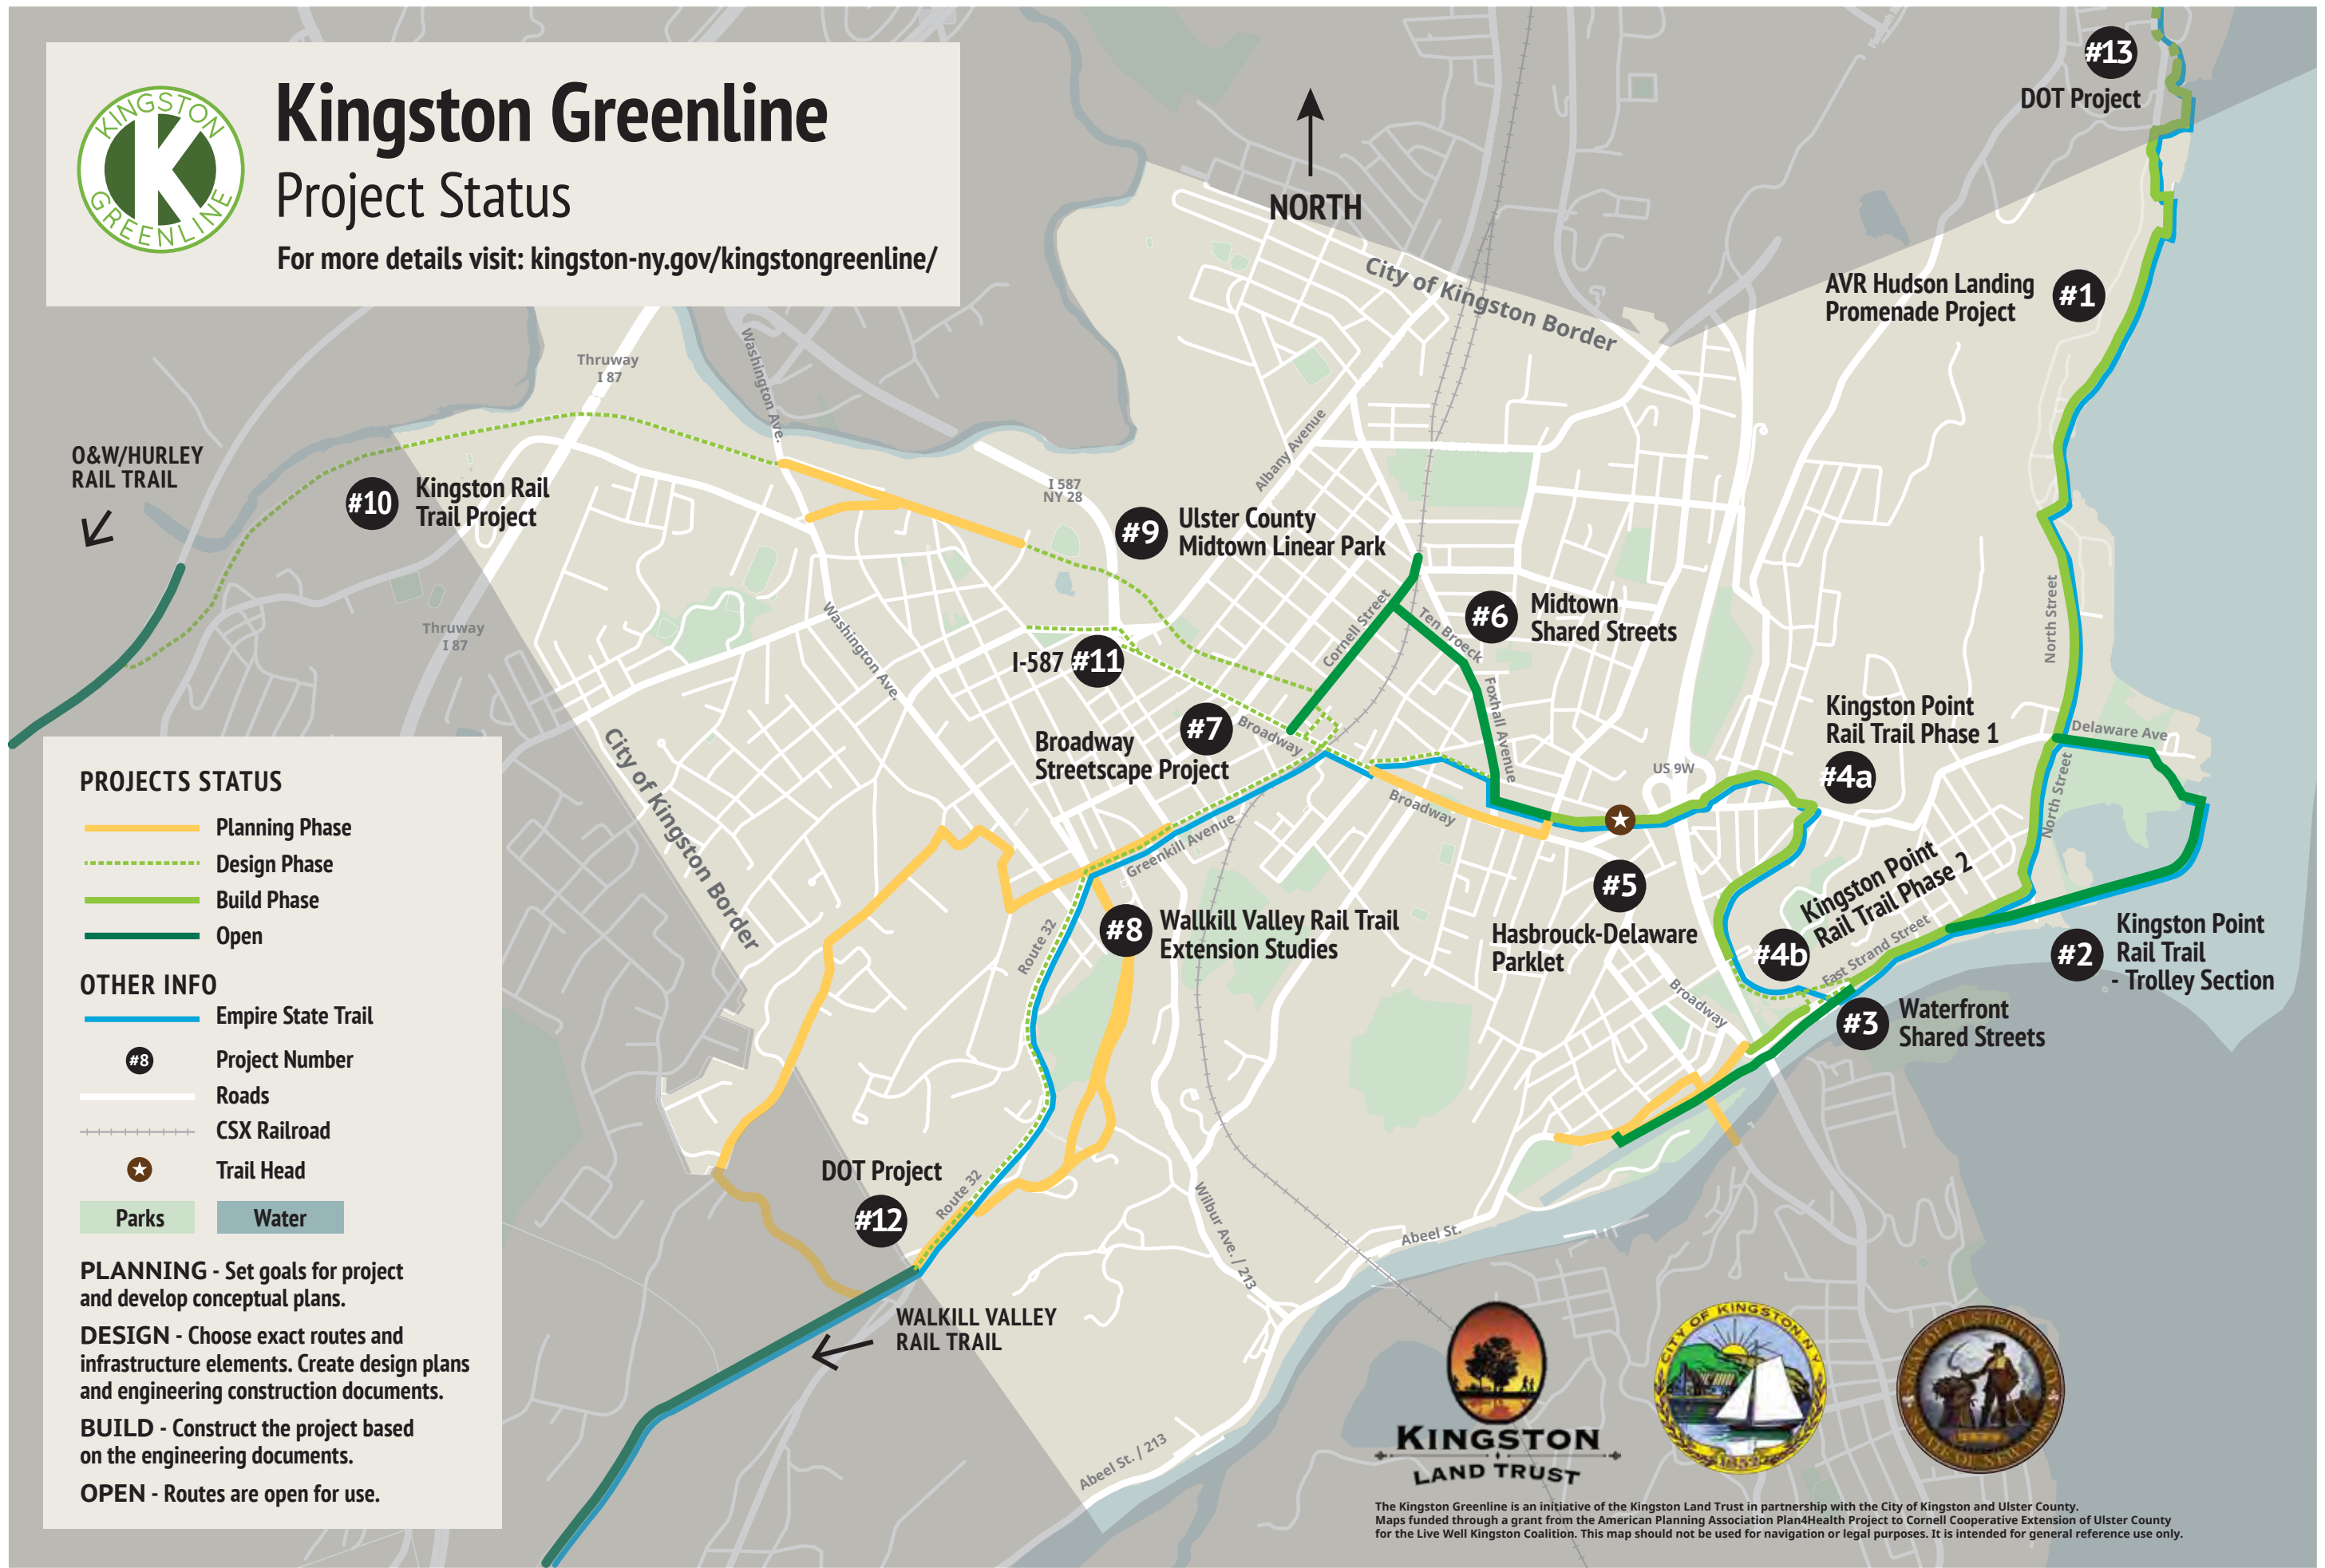 KINGSTON
GREENLINE
Kingston Greenline
Project Status
For more details visit: kingston-ny.gov/kingstongreenline/
NORTH
#13
DOT Project
City of Kingston Border
AVR Hudson Landing
Promenade Project
#1
Thruway
I 87
Washington Ave.
O&W/HURLEY
RAIL TRAIL
#10
Kingston Rail
Trail Project
I 587
NY 28
Albany Avenue
#9
Ulster County
Midtown Linear Park
Thruway
I 87
Washington Ave.
I-587
#11
Cornell Street
Ten Broeck
#6
Midtown
Shared Streets
Foxhall Avenue
North Street
#7
Broadway
Broadway
Streetscape Project
Kingston Point
Rail Trail Phase 1
#4a
Delaware Ave
US 9W
North Street
Broadway
Greenkill Avenue
City of Kingston Border
#5
Hasbrouck-Delaware
Parklet
Kingston Point
Rail Trail Phase 2
#4b
East Strand Street
#2
Kingston Point
Rail Trail
- Trolley Section
#8
Wallkill Valley Rail Trail
Extension Studies
Route 32
Broadway
#3
Waterfront
Shared Streets
DOT Project
#12
Route 32
Wilbur Ave. / 213
Abeel St.
WALKILL VALLEY
RAIL TRAIL
Abeel St. / 213
PROJECTS STATUS
Planning Phase
Design Phase
Build Phase
Open
OTHER INFO
Empire State Trail
#8
Project Number
Roads
CSX Railroad
Trail Head
Parks
Water
PLANNING - Set goals for project
and develop conceptual plans.
DESIGN - Choose exact routes and
infrastructure elements. Create design plans
and engineering construction documents.
BUILD - Construct the project based
on the engineering documents.
OPEN - Routes are open for use.
KINGSTON
LAND TRUST
CITY OF KINGSTON N.Y.
The Kingston Greenline is an initiative of the Kingston Land Trust in partnership with the City of Kingston and Ulster County.
Maps funded through a grant from the American Planning Association Plan4Health Project to Cornell Cooperative Extension of Ulster County
for the Live Well Kingston Coalition. This map should not be used for navigation or legal purposes. It is intended for general reference use only.